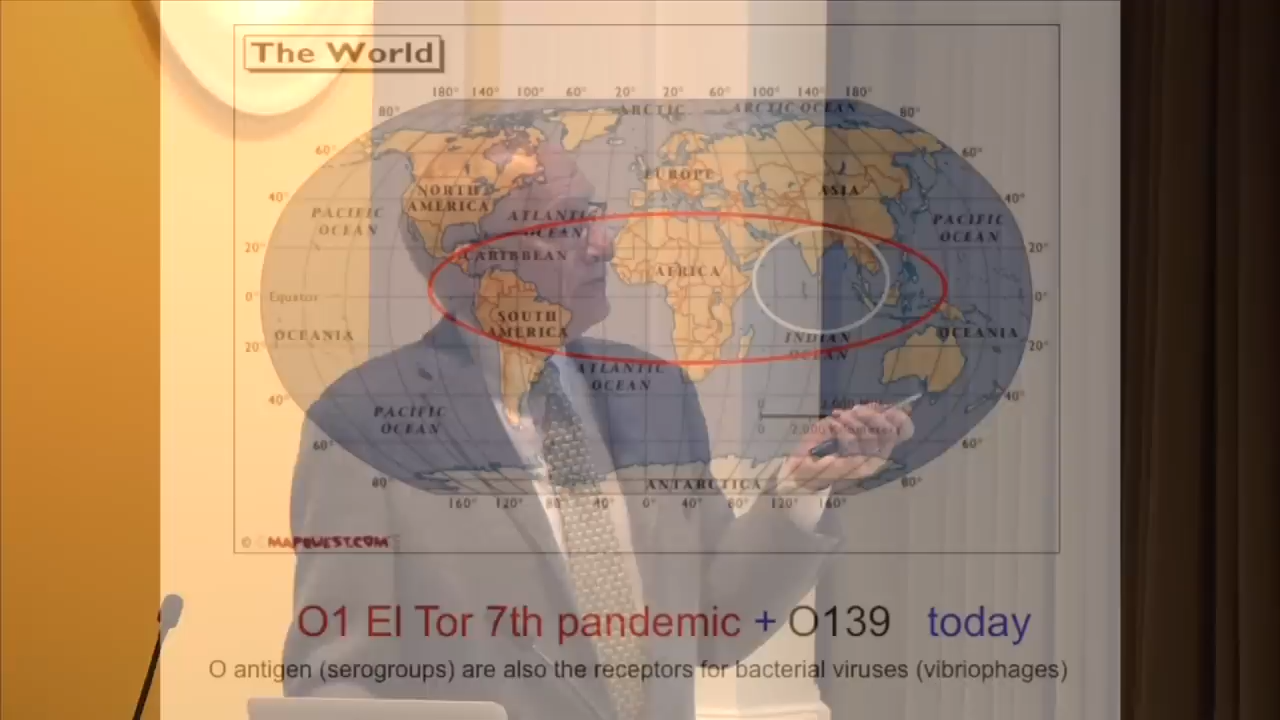 The World
180° 140° 100° 60° 20° 20° 60° 100° 140° 180°
80° ARCTIC ARCTIC OCEAN 80°
60° EUROPE 60°
40° NORTH ASIA 40°
AMERICA
PACIFIC ATLANTIC PACIFIC
OCEAN OCEAN OCEAN
20° CARIBBEAN 20°
AFRICA
0° Equator 0°
SOUTH
OCEANIA AMERICA INDIAN OCEANIA
20° OCEAN 20°
ATLANTIC
OCEAN
40° 40°
PACIFIC 0
OCEAN 0
60° 60°
80 ANTARCTICA 80°
160° 120° 80° 40° 0° 40° 80° 120° 160°
© MAPQUEST.COM
O1 El Tor 7th pandemic + O139 today
O antigen (serogroups) are also the receptors for bacterial viruses (vibriophages)